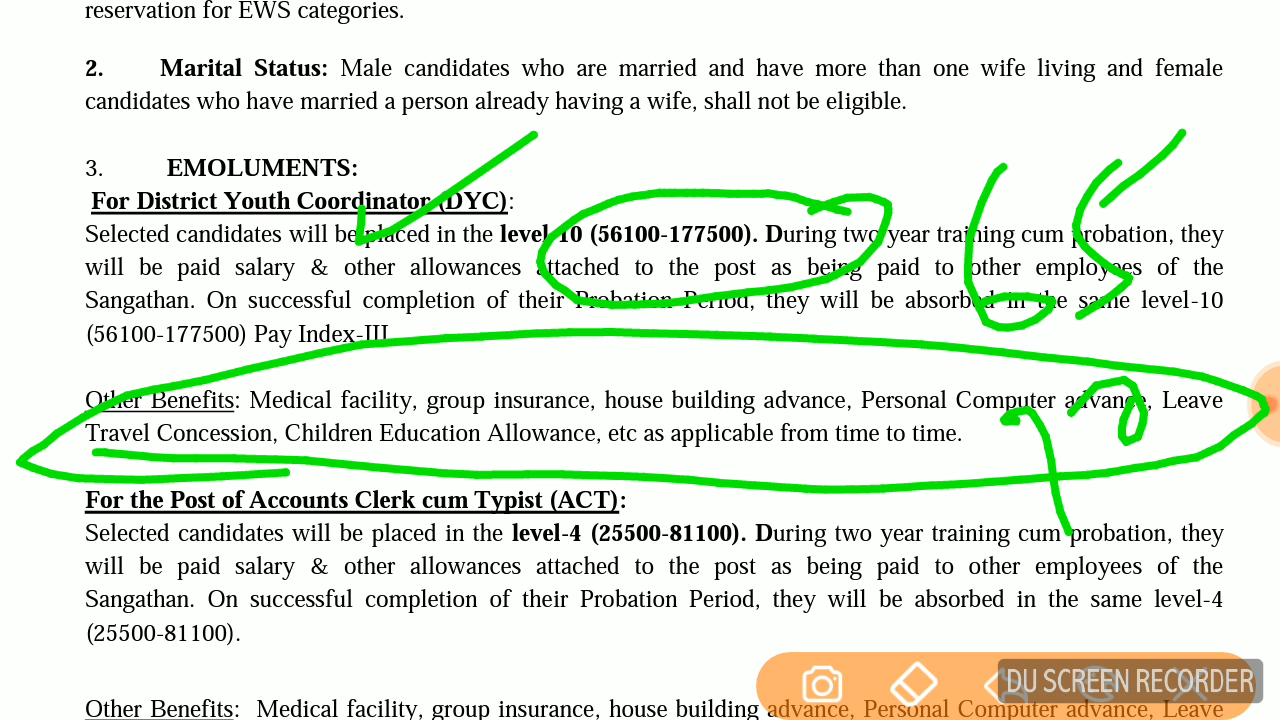 reservation for EWS categories.
2. Marital Status: Male candidates who are married and have more than one wife living and female
candidates who have married a person already having a wife, shall not be eligible.
3. EMOLUMENTS:
For District Youth Coordinator (DYC):
Selected candidates will be placed in the level-10 (56100-177500). During two year training cum probation, they
will be paid salary & other allowances attached to the post as being paid to other employees of the
Sangathan. On successful completion of their Probation Period, they will be absorbed in the same level-10
(56100-177500) Pay Index-III
65
Other Benefits: Medical facility, group insurance, house building advance, Personal Computer advance, Leave
Travel Concession, Children Education Allowance, etc as applicable from time to time.
70
For the Post of Accounts Clerk cum Typist (ACT):
Selected candidates will be placed in the level-4 (25500-81100). During two year training cum probation, they
will be paid salary & other allowances attached to the post as being paid to other employees of the
Sangathan. On successful completion of their Probation Period, they will be absorbed in the same level-4
(25500-81100).
Other Benefits: Medical facility, group insurance, house building advance, Personal Computer advance, Leave
DU SCREEN RECORDER